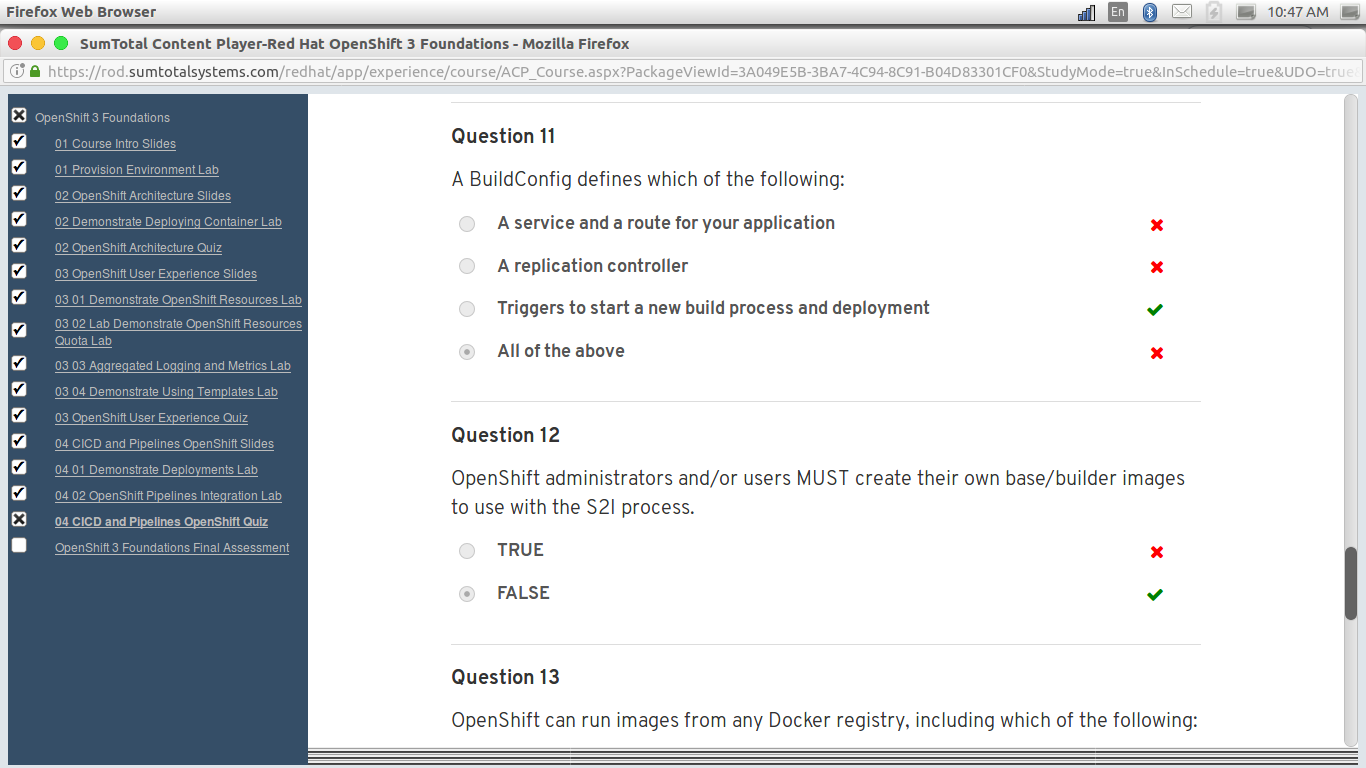 Firefox Web Browser
En
10:47 AM
SumTotal Content Player-Red Hat OpenShift 3 Foundations - Mozilla Firefox
https://rod.sumtotalsystems.com/redhat/app/experience/course/ACP_Course.aspx?PackageViewId=3A049E5B-3BA7-4C94-8C91-B04D83301CF0&StudyMode=true&InSchedule=true&UDO=true&
OpenShift 3 Foundations
01 Course Intro Slides
01 Provision Environment Lab
02 OpenShift Architecture Slides
02 Demonstrate Deploying Container Lab
02 OpenShift Architecture Quiz
03 OpenShift User Experience Slides
03 01 Demonstrate OpenShift Resources Lab
03 02 Lab Demonstrate OpenShift Resources
Quota Lab
03 03 Aggregated Logging and Metrics Lab
03 04 Demonstrate Using Templates Lab
03 OpenShift User Experience Quiz
04 CICD and Pipelines OpenShift Slides
04 01 Demonstrate Deployments Lab
04 02 OpenShift Pipelines Integration Lab
04 CICD and Pipelines OpenShift Quiz
OpenShift 3 Foundations Final Assessment
Question 11
A BuildConfig defines which of the following:
A service and a route for your application
A replication controller
Triggers to start a new build process and deployment
All of the above
Question 12
OpenShift administrators and/or users MUST create their own base/builder images
to use with the S2I process.
TRUE
FALSE
Question 13
OpenShift can run images from any Docker registry, including which of the following: